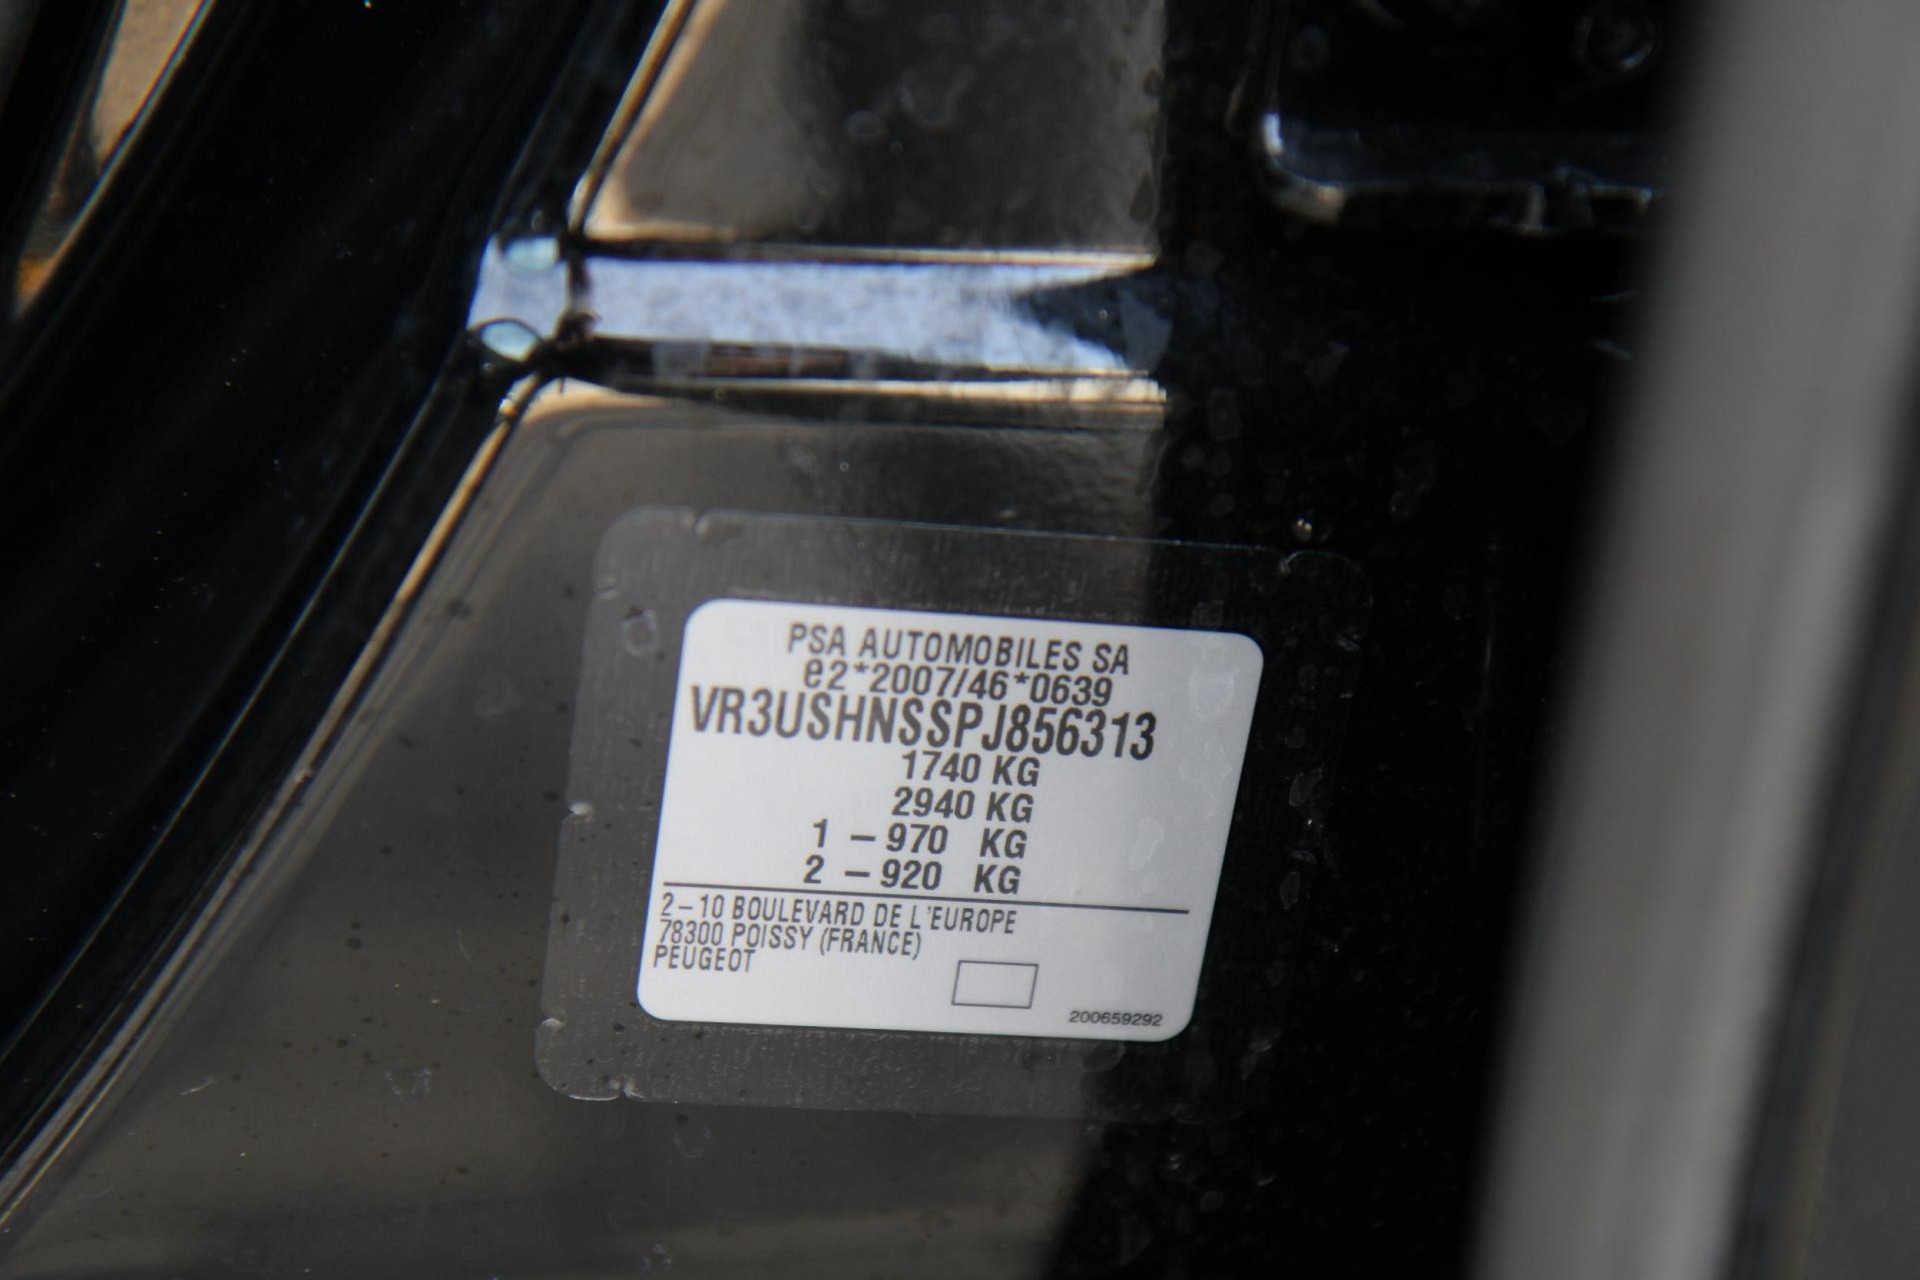 PSA AUTOMOBILES SA
e2*2007/46*0639
VR3USHNSSPJ856313
1740 KG
2940 KG
1 – 970 KG
2 – 920 KG
2–10 BOULEVARD DE L'EUROPE
78300 POISSY (FRANCE)
PEUGEOT
200659292